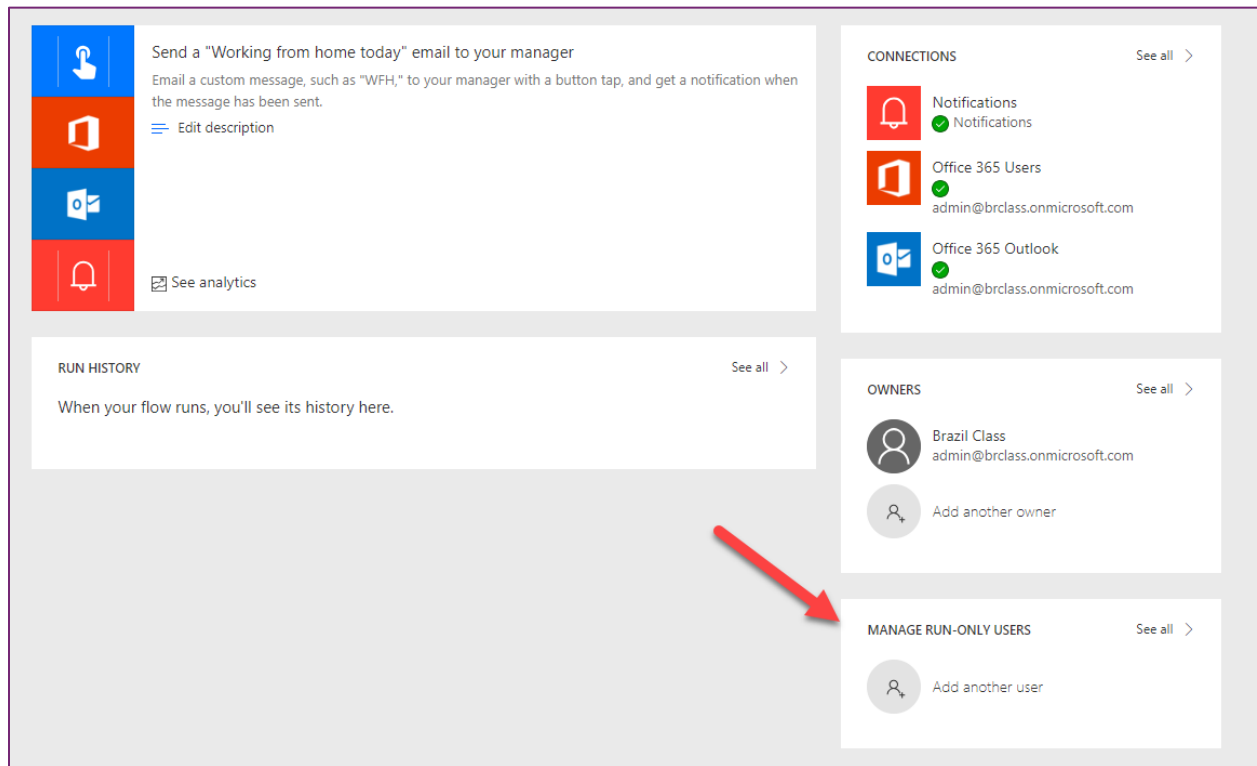 Send a "Working from home today" email to your manager
Email a custom message, such as "WFH," to your manager with a button tap, and get a notification when
the message has been sent.
Edit description
See analytics
RUN HISTORY
See all
When your flow runs, you'll see its history here.
CONNECTIONS
See all
Notifications
Notifications
Office 365 Users
admin@brclass.onmicrosoft.com
Office 365 Outlook
admin@brclass.onmicrosoft.com
OWNERS
See all
Brazil Class
admin@brclass.onmicrosoft.com
Add another owner
MANAGE RUN-ONLY USERS
See all
Add another user